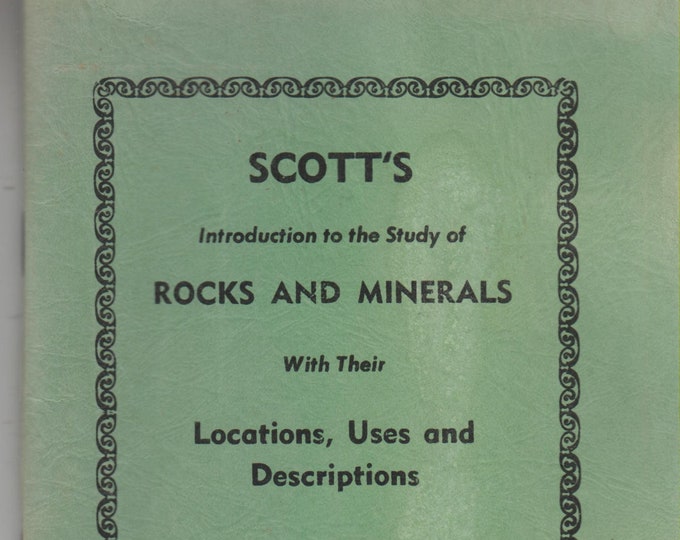 SCOTT'S
Introduction to the Study of
ROCKS AND MINERALS
With Their
Locations, Uses and
Descriptions